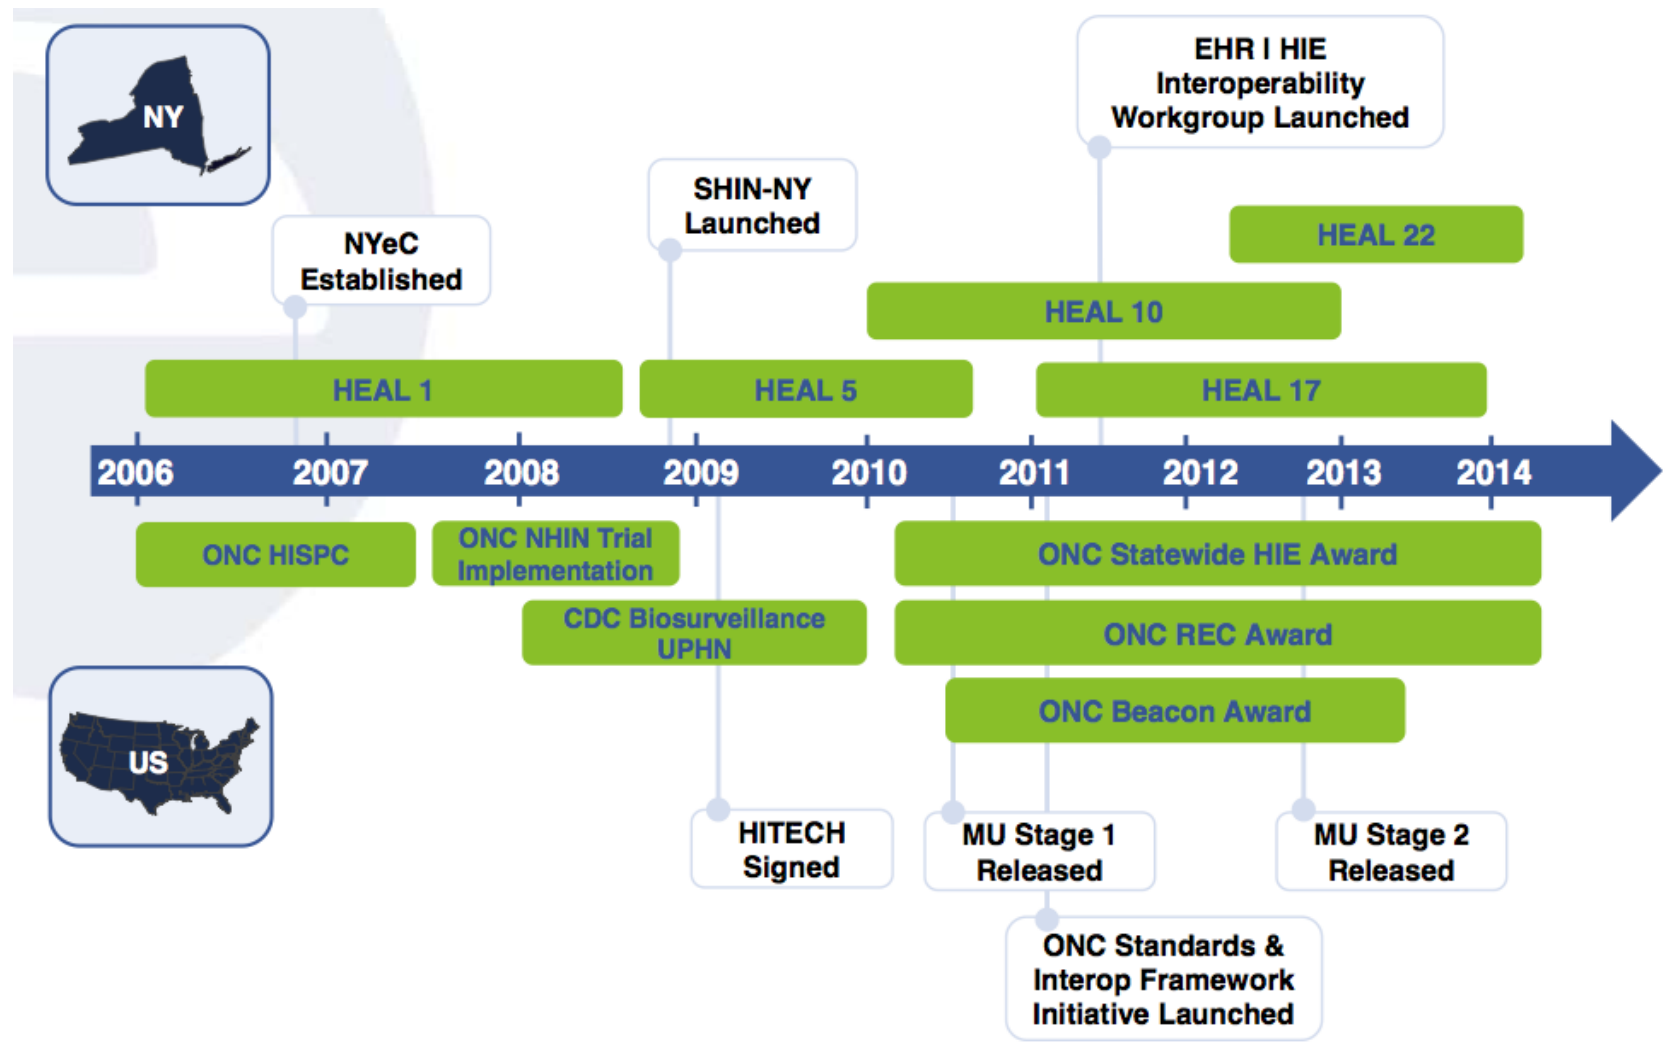 NY
EHR | HIE
Interoperability
Workgroup Launched
SHIN-NY
Launched
NYeC
Established
HEAL 22
HEAL 10
HEAL 1
HEAL 5
HEAL 17
2006 2007 2008 2009 2010 2011 2012 2013 2014
ONC HISPC
ONC NHIN Trial
Implementation
ONC Statewide HIE Award
CDC Biosurveillance
UPHN
ONC REC Award
ONC Beacon Award
US
HITECH
Signed
MU Stage 1
Released
MU Stage 2
Released
ONC Standards &
Interop Framework
Initiative Launched